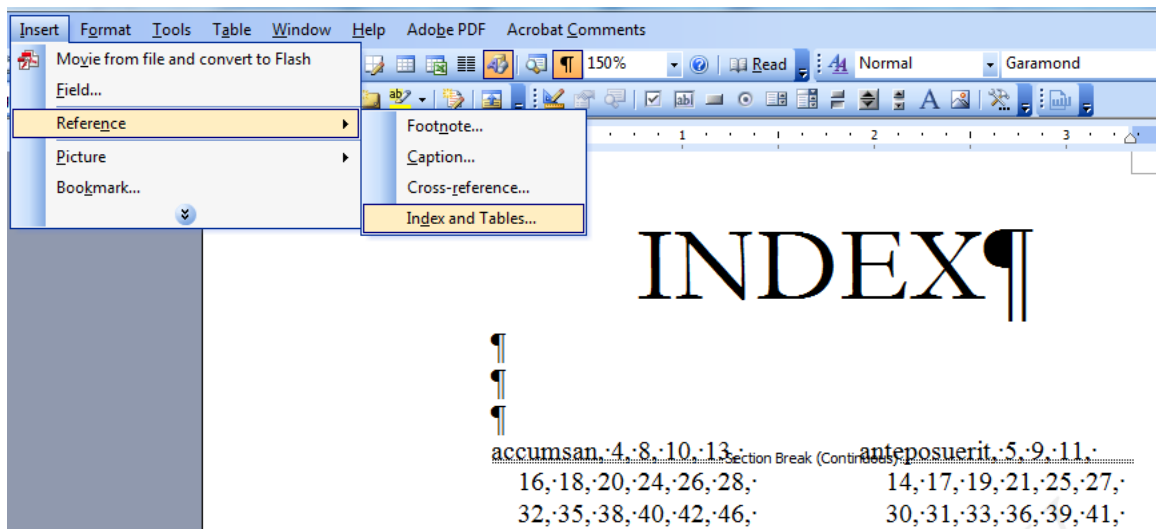 Insert Format Tools Table Window Help Adobe PDF Acrobat Comments
Movie from file and convert to Flash
150% Read Normal Garamond
Field...
Reference
Footnote...
1 2 3
Picture
Caption...
Bookmark...
Cross-reference...
Index and Tables...
INDEX¶
¶
¶
¶
accumsan,·4,·8,·10,·13,· anteposuerit,·5,·9,·11,·
Section Break (Continuous)
16,·18,·20,·24,·26,·28,· 14,·17,·19,·21,·25,·27,·
32,·35,·38,·40,·42,·46,· 30,·31,·33,·36,·39,·41,·